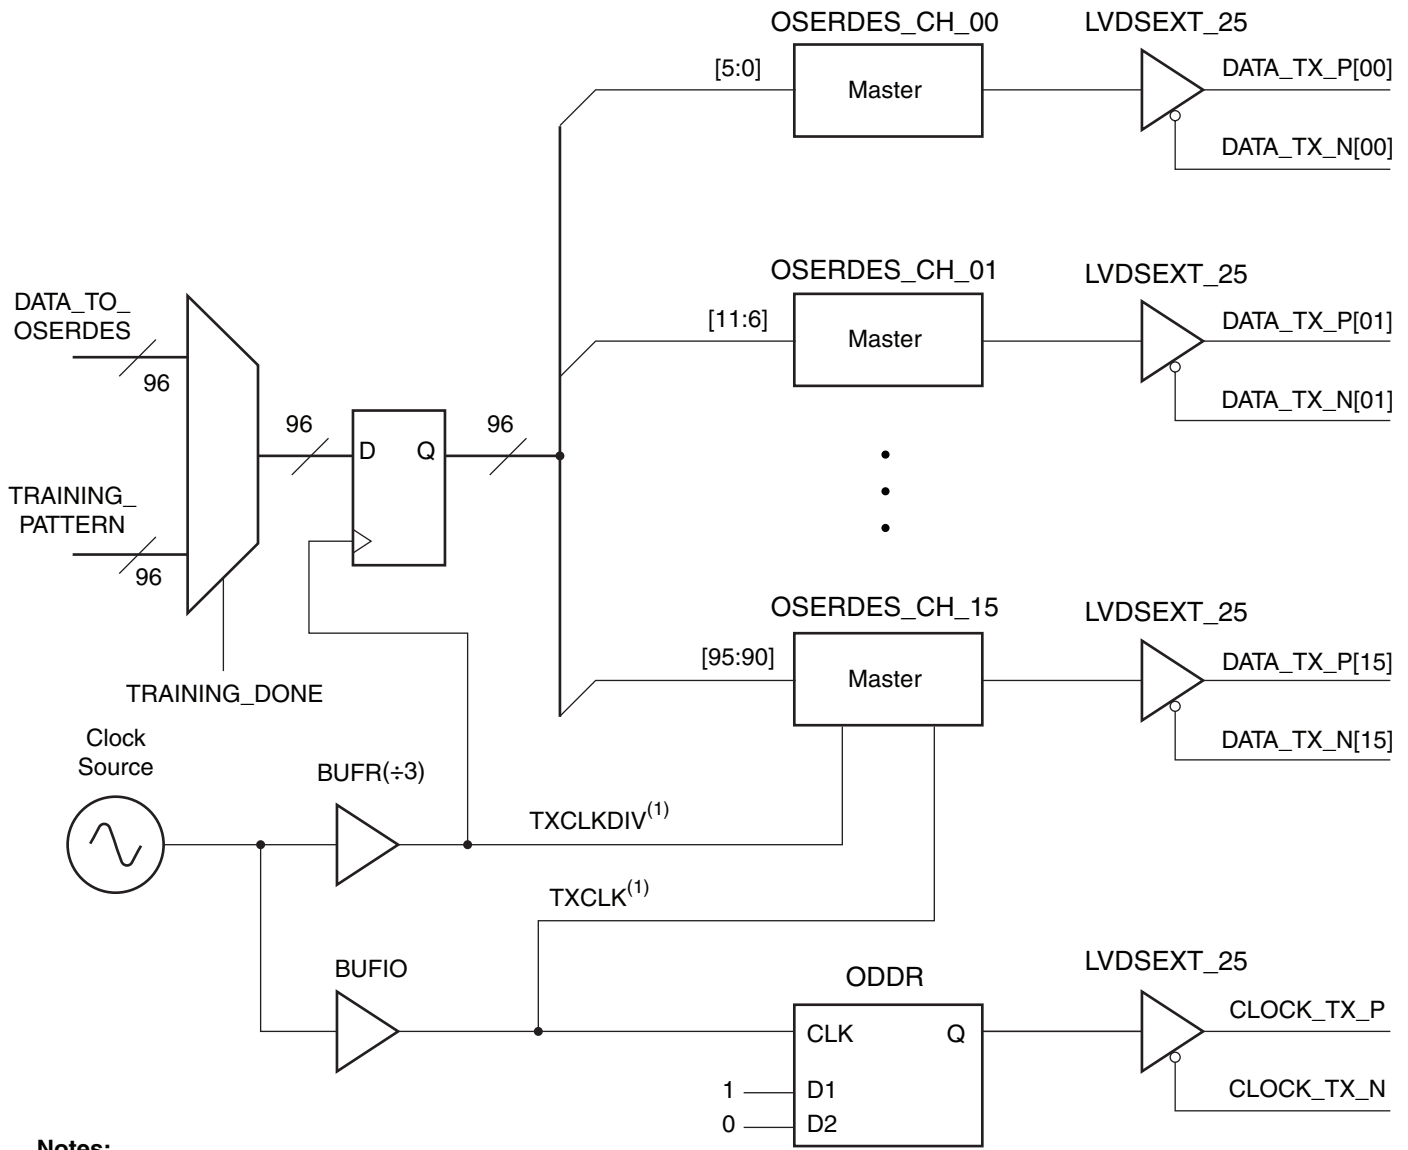 OSERDES_CH_00
LVDSEXT_25
[5:0]
Master
DATA_TX_P[00]
DATA_TX_N[00]
OSERDES_CH_01
LVDSEXT_25
[11:6]
Master
DATA_TX_P[01]
DATA_TX_N[01]
DATA_TO_
OSERDES
96
96
D
Q
96
TRAINING_
PATTERN
96
TRAINING_DONE
OSERDES_CH_15
LVDSEXT_25
[95:90]
Master
DATA_TX_P[15]
DATA_TX_N[15]
Clock
Source
BUFR(÷3)
TXCLKDIV(1)
TXCLK(1)
BUFIO
ODDR
LVDSEXT_25
CLK
Q
1
D1
0
D2
CLOCK_TX_P
CLOCK_TX_N
Notes: